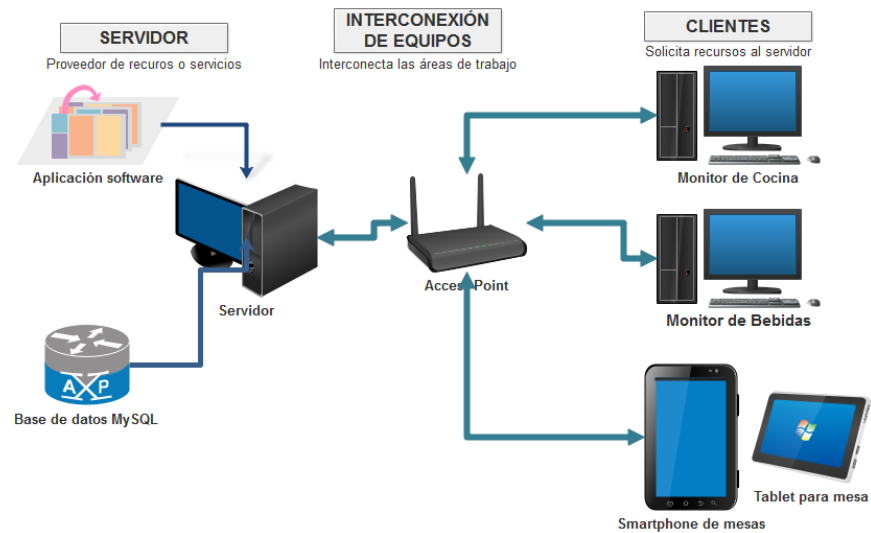 SERVIDOR
Proveedor de recuros o servicios
INTERCONEXIÓN
DE EQUIPOS
Interconecta las áreas de trabajo
CLIENTES
Solicita recursos al servidor
Aplicación software
Monitor de Cocina
Servidor
Access Point
Monitor de Bebidas
A X P
Base de datos MySQL
Tablet para mesa
Smartphone de mesas